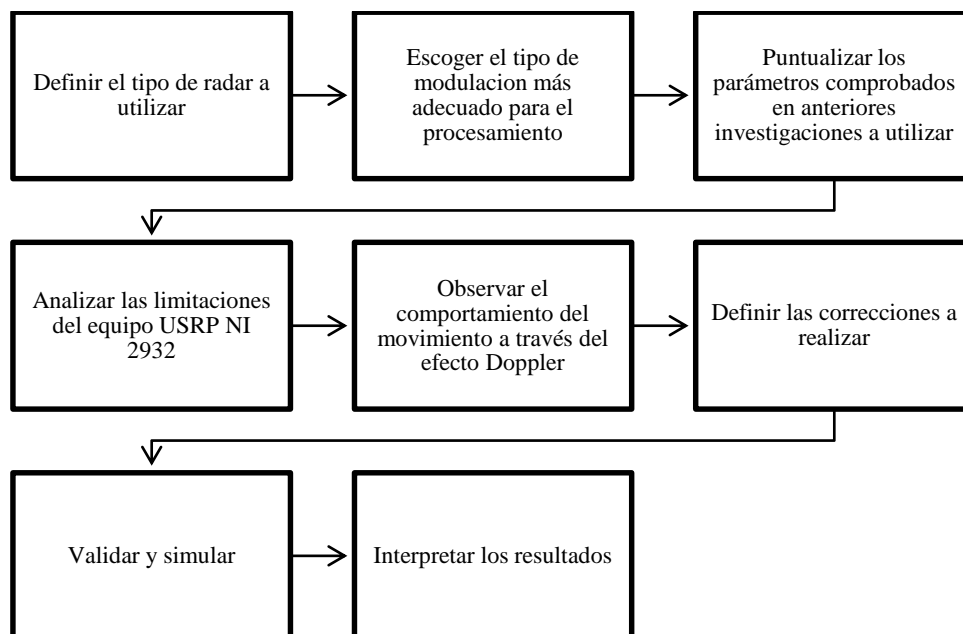 Definir el tipo de radar a
utilizar
Escoger el tipo de
modulacion más
adecuado para el
procesamiento
Puntualizar los
parámetros comprobados
en anteriores
investigaciones a utilizar
Analizar las limitaciones
del equipo USRP NI
2932
Observar el
comportamiento del
movimiento a través del
efecto Doppler
Definir las correcciones a
realizar
Validar y simular
Interpretar los resultados